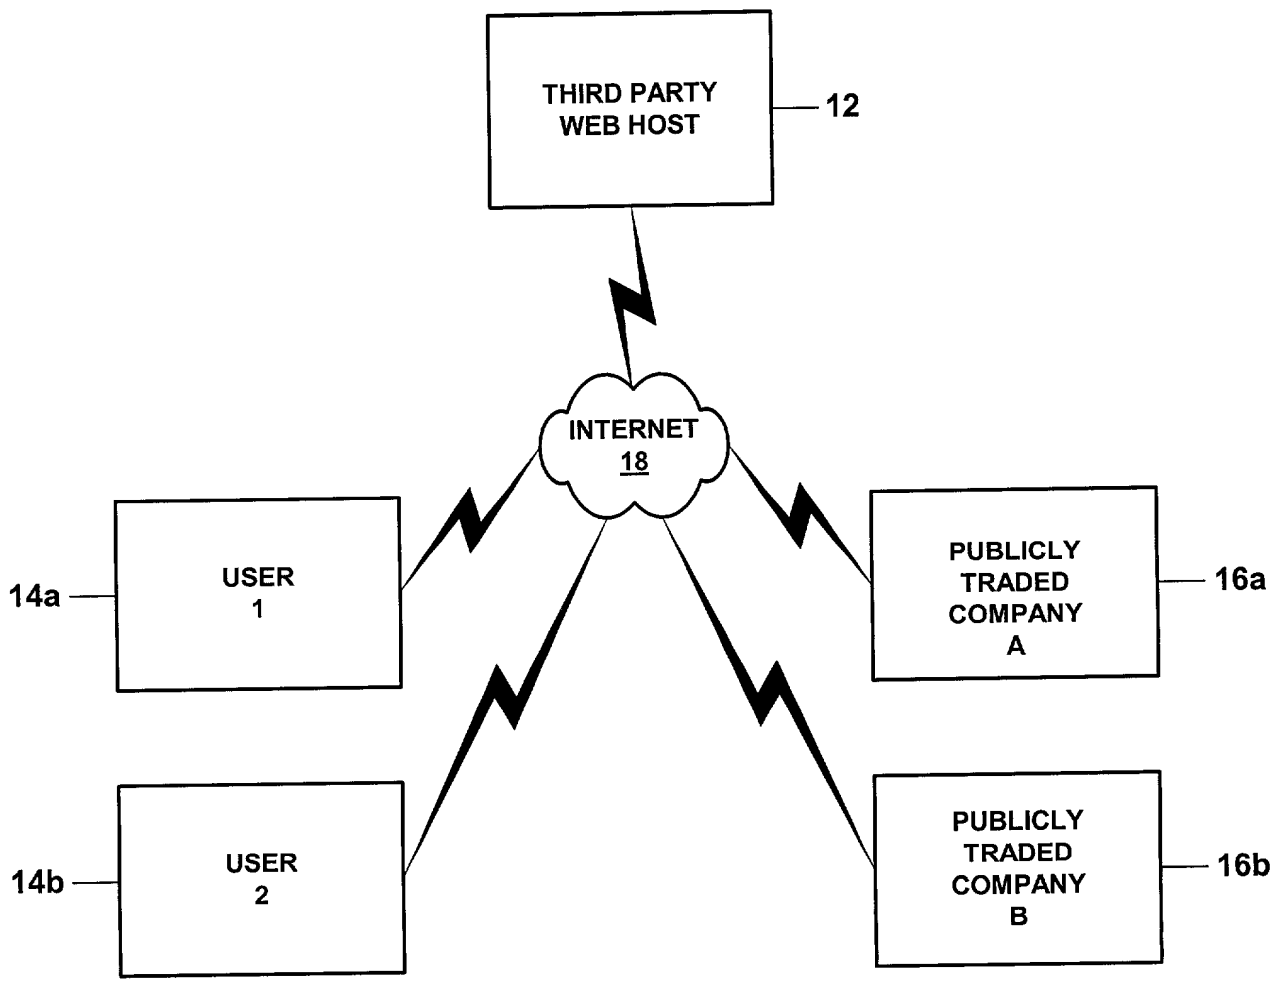 THIRD PARTY
WEB HOST
12
INTERNET
18
USER
1
14a
PUBLICLY
TRADED
COMPANY
A
16a
USER
2
14b
PUBLICLY
TRADED
COMPANY
B
16b